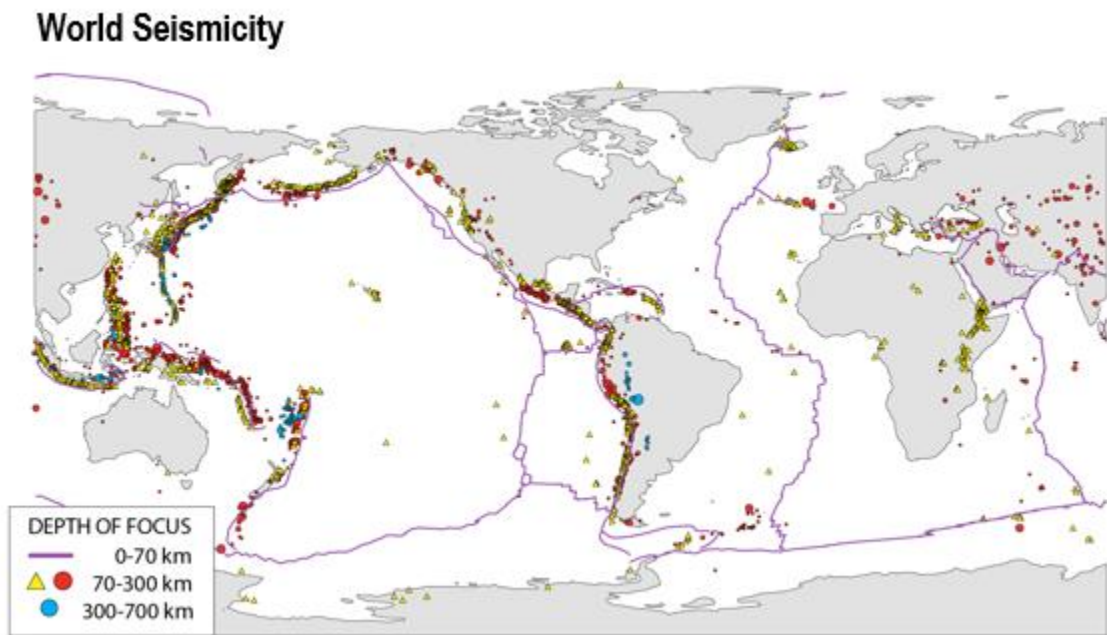 World Seismicity
DEPTH OF FOCUS
0-70 km
70-300 km
300-700 km